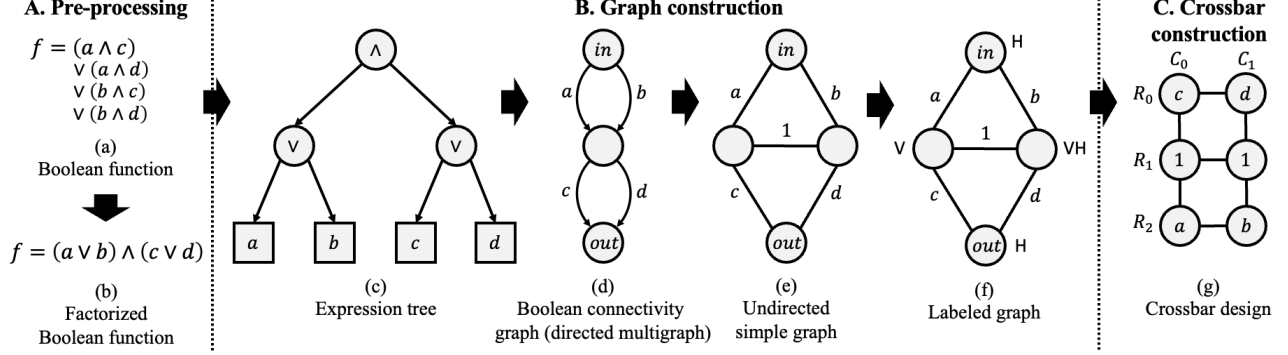 A. Pre-processing
f = (a ∧ c)
∨ (a ∧ d)
∨ (b ∧ c)
∨ (b ∧ d)
(a)
Boolean function
f = (a ∨ b) ∧ (c ∨ d)
(b)
Factorized
Boolean function
B. Graph construction
∧
∨ ∨
a b c d
(c)
Expression tree
in
a b
c d
out
(d)
Boolean connectivity
graph (directed multigraph)
in
a b
1
c d
out
(e)
Undirected
simple graph
in H
a b
V 1 VH
c d
out H
(f)
Labeled graph
C. Crossbar
construction
C₀ C₁
R₀ c d
R₁ 1 1
R₂ a b
(g)
Crossbar design